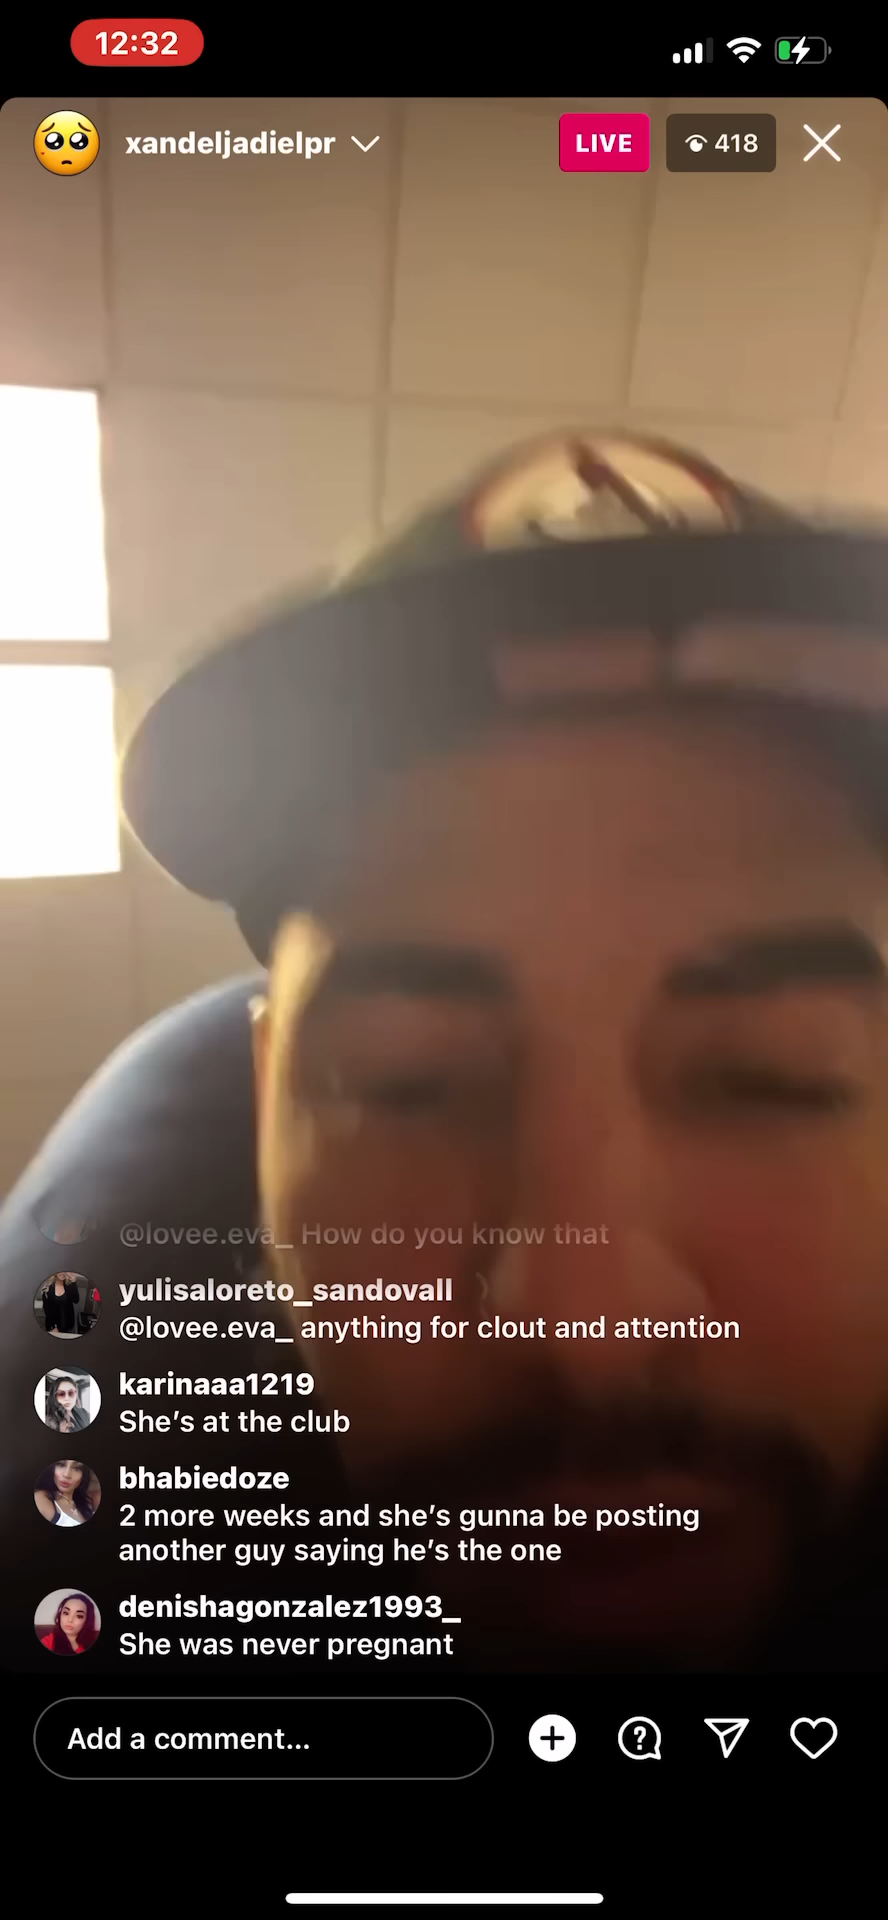 12:32
xandeljadielpr
LIVE
418
@lovee.eva_ How do you know that
yulisaloreto_sandovall
@lovee.eva_ anything for clout and attention
karinaaa1219
She's at the club
bhabiedoze
2 more weeks and she's gunna be posting
another guy saying he's the one
denishagonzalez1993_
She was never pregnant
Add a comment...